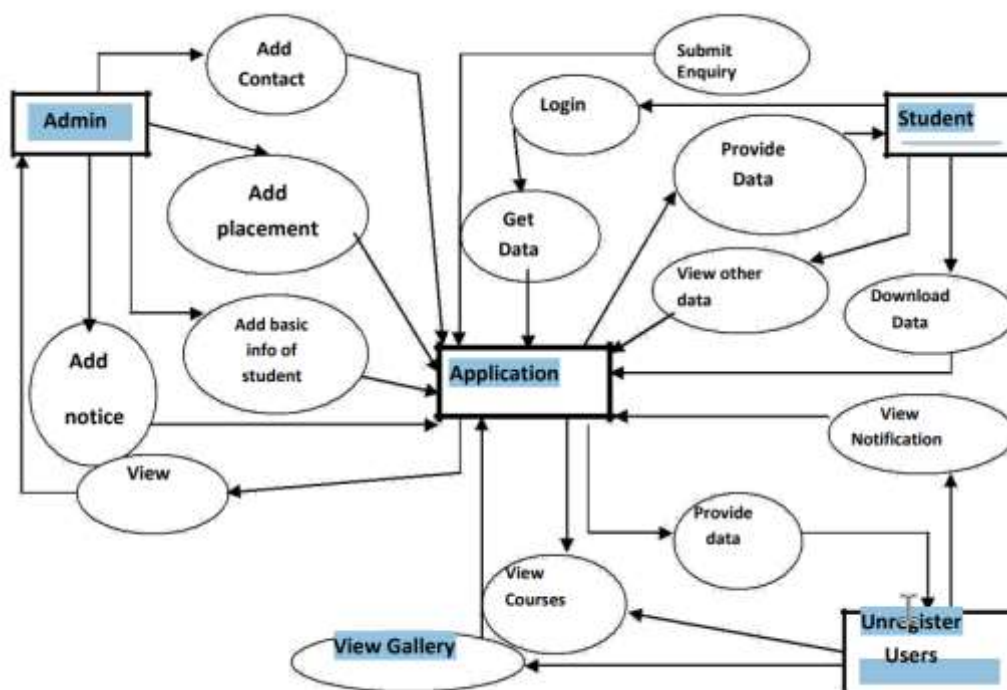 Add
Contact
Submit
Enquiry
Login
Admin
Student
Provide
Data
Add
placement
Get
Data
View other
data
Download
Data
Add basic
info of
student
Add
notice
Application
View
Notification
View
Provide
data
View
Courses
View Gallery
Unregister
Users